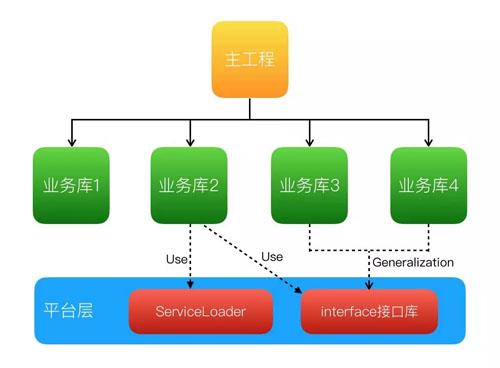 主工程
业务库1
业务库2
业务库3
业务库4
Use
Use
Generalization
平台层
ServiceLoader
interface接口库